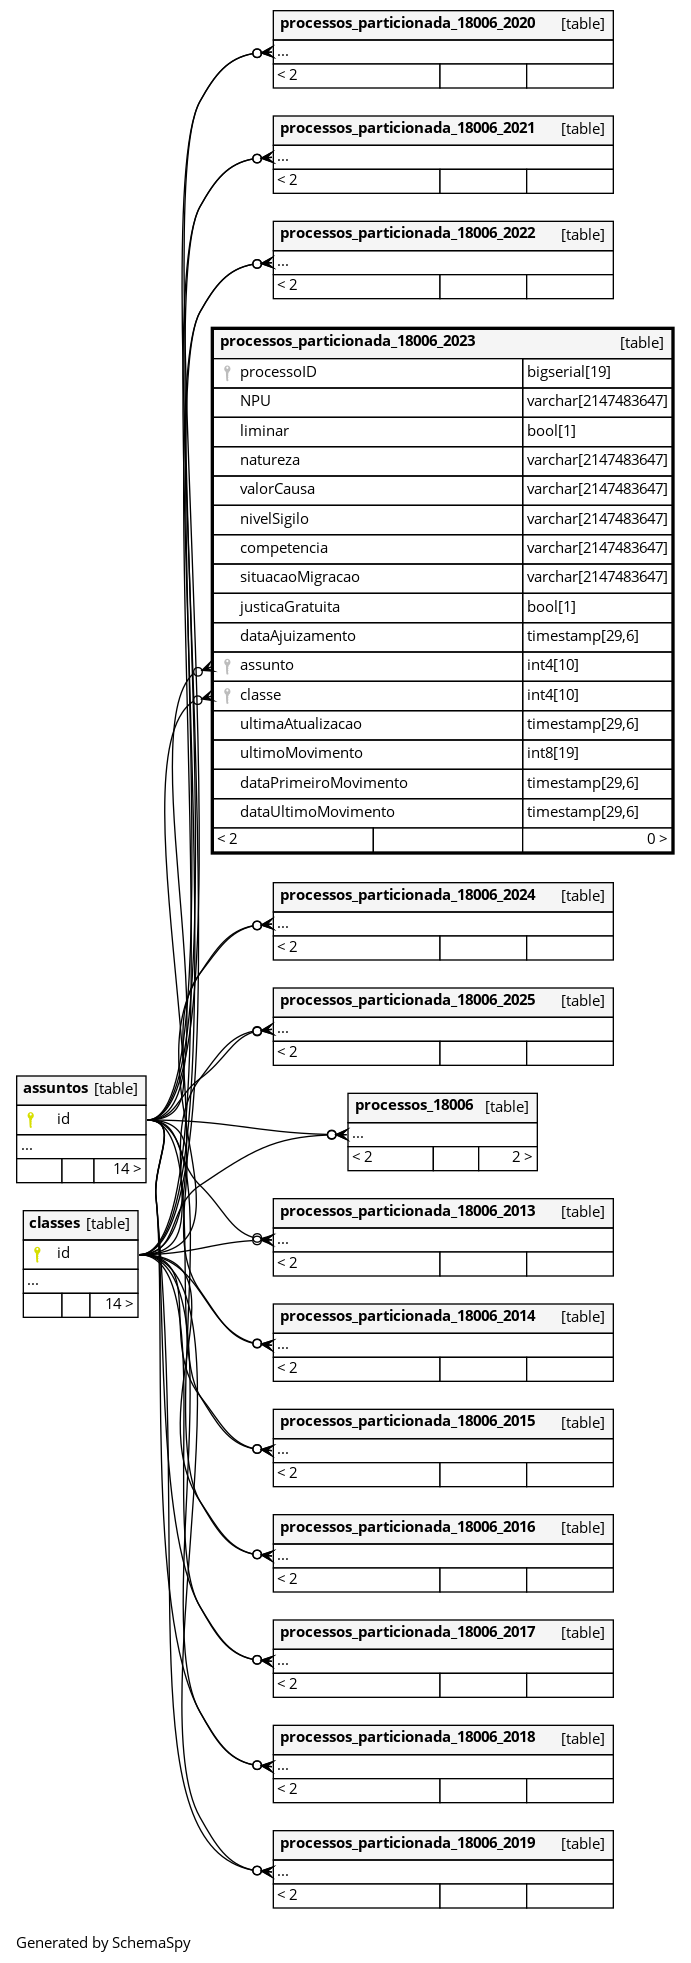 processos_particionada_18006_2020 [table]
...
< 2
processos_particionada_18006_2021 [table]
...
< 2
processos_particionada_18006_2022 [table]
...
< 2
processos_particionada_18006_2023 [table]
processoID bigserial[19]
NPU varchar[2147483647]
liminar bool[1]
natureza varchar[2147483647]
valorCausa varchar[2147483647]
nivelSigilo varchar[2147483647]
competencia varchar[2147483647]
situacaoMigracao varchar[2147483647]
justicaGratuita bool[1]
dataAjuizamento timestamp[29,6]
assunto int4[10]
classe int4[10]
ultimaAtualizacao timestamp[29,6]
ultimoMovimento int8[19]
dataPrimeiroMovimento timestamp[29,6]
dataUltimoMovimento timestamp[29,6]
< 2 0 >
processos_particionada_18006_2024 [table]
...
< 2
processos_particionada_18006_2025 [table]
...
< 2
assuntos [table]
id
...
14 >
processos_18006 [table]
...
< 2 2 >
classes [table]
id
...
14 >
processos_particionada_18006_2013 [table]
...
< 2
processos_particionada_18006_2014 [table]
...
< 2
processos_particionada_18006_2015 [table]
...
< 2
processos_particionada_18006_2016 [table]
...
< 2
processos_particionada_18006_2017 [table]
...
< 2
processos_particionada_18006_2018 [table]
...
< 2
processos_particionada_18006_2019 [table]
...
< 2
Generated by SchemaSpy